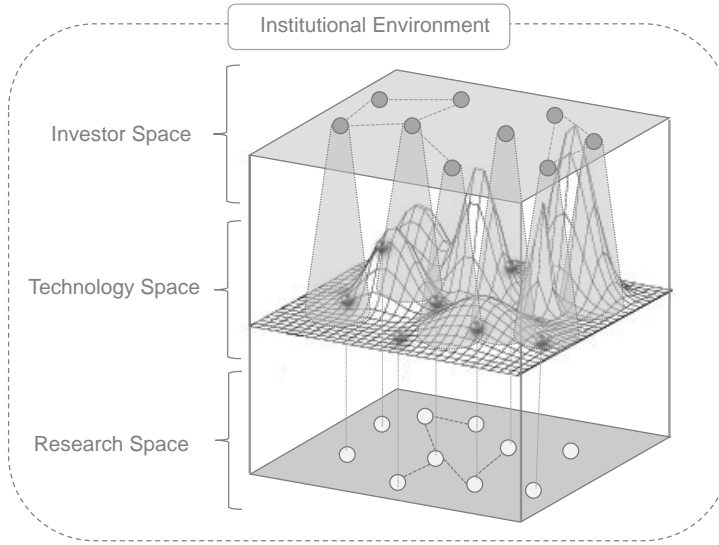 Institutional Environment
Investor Space
Technology Space
Research Space